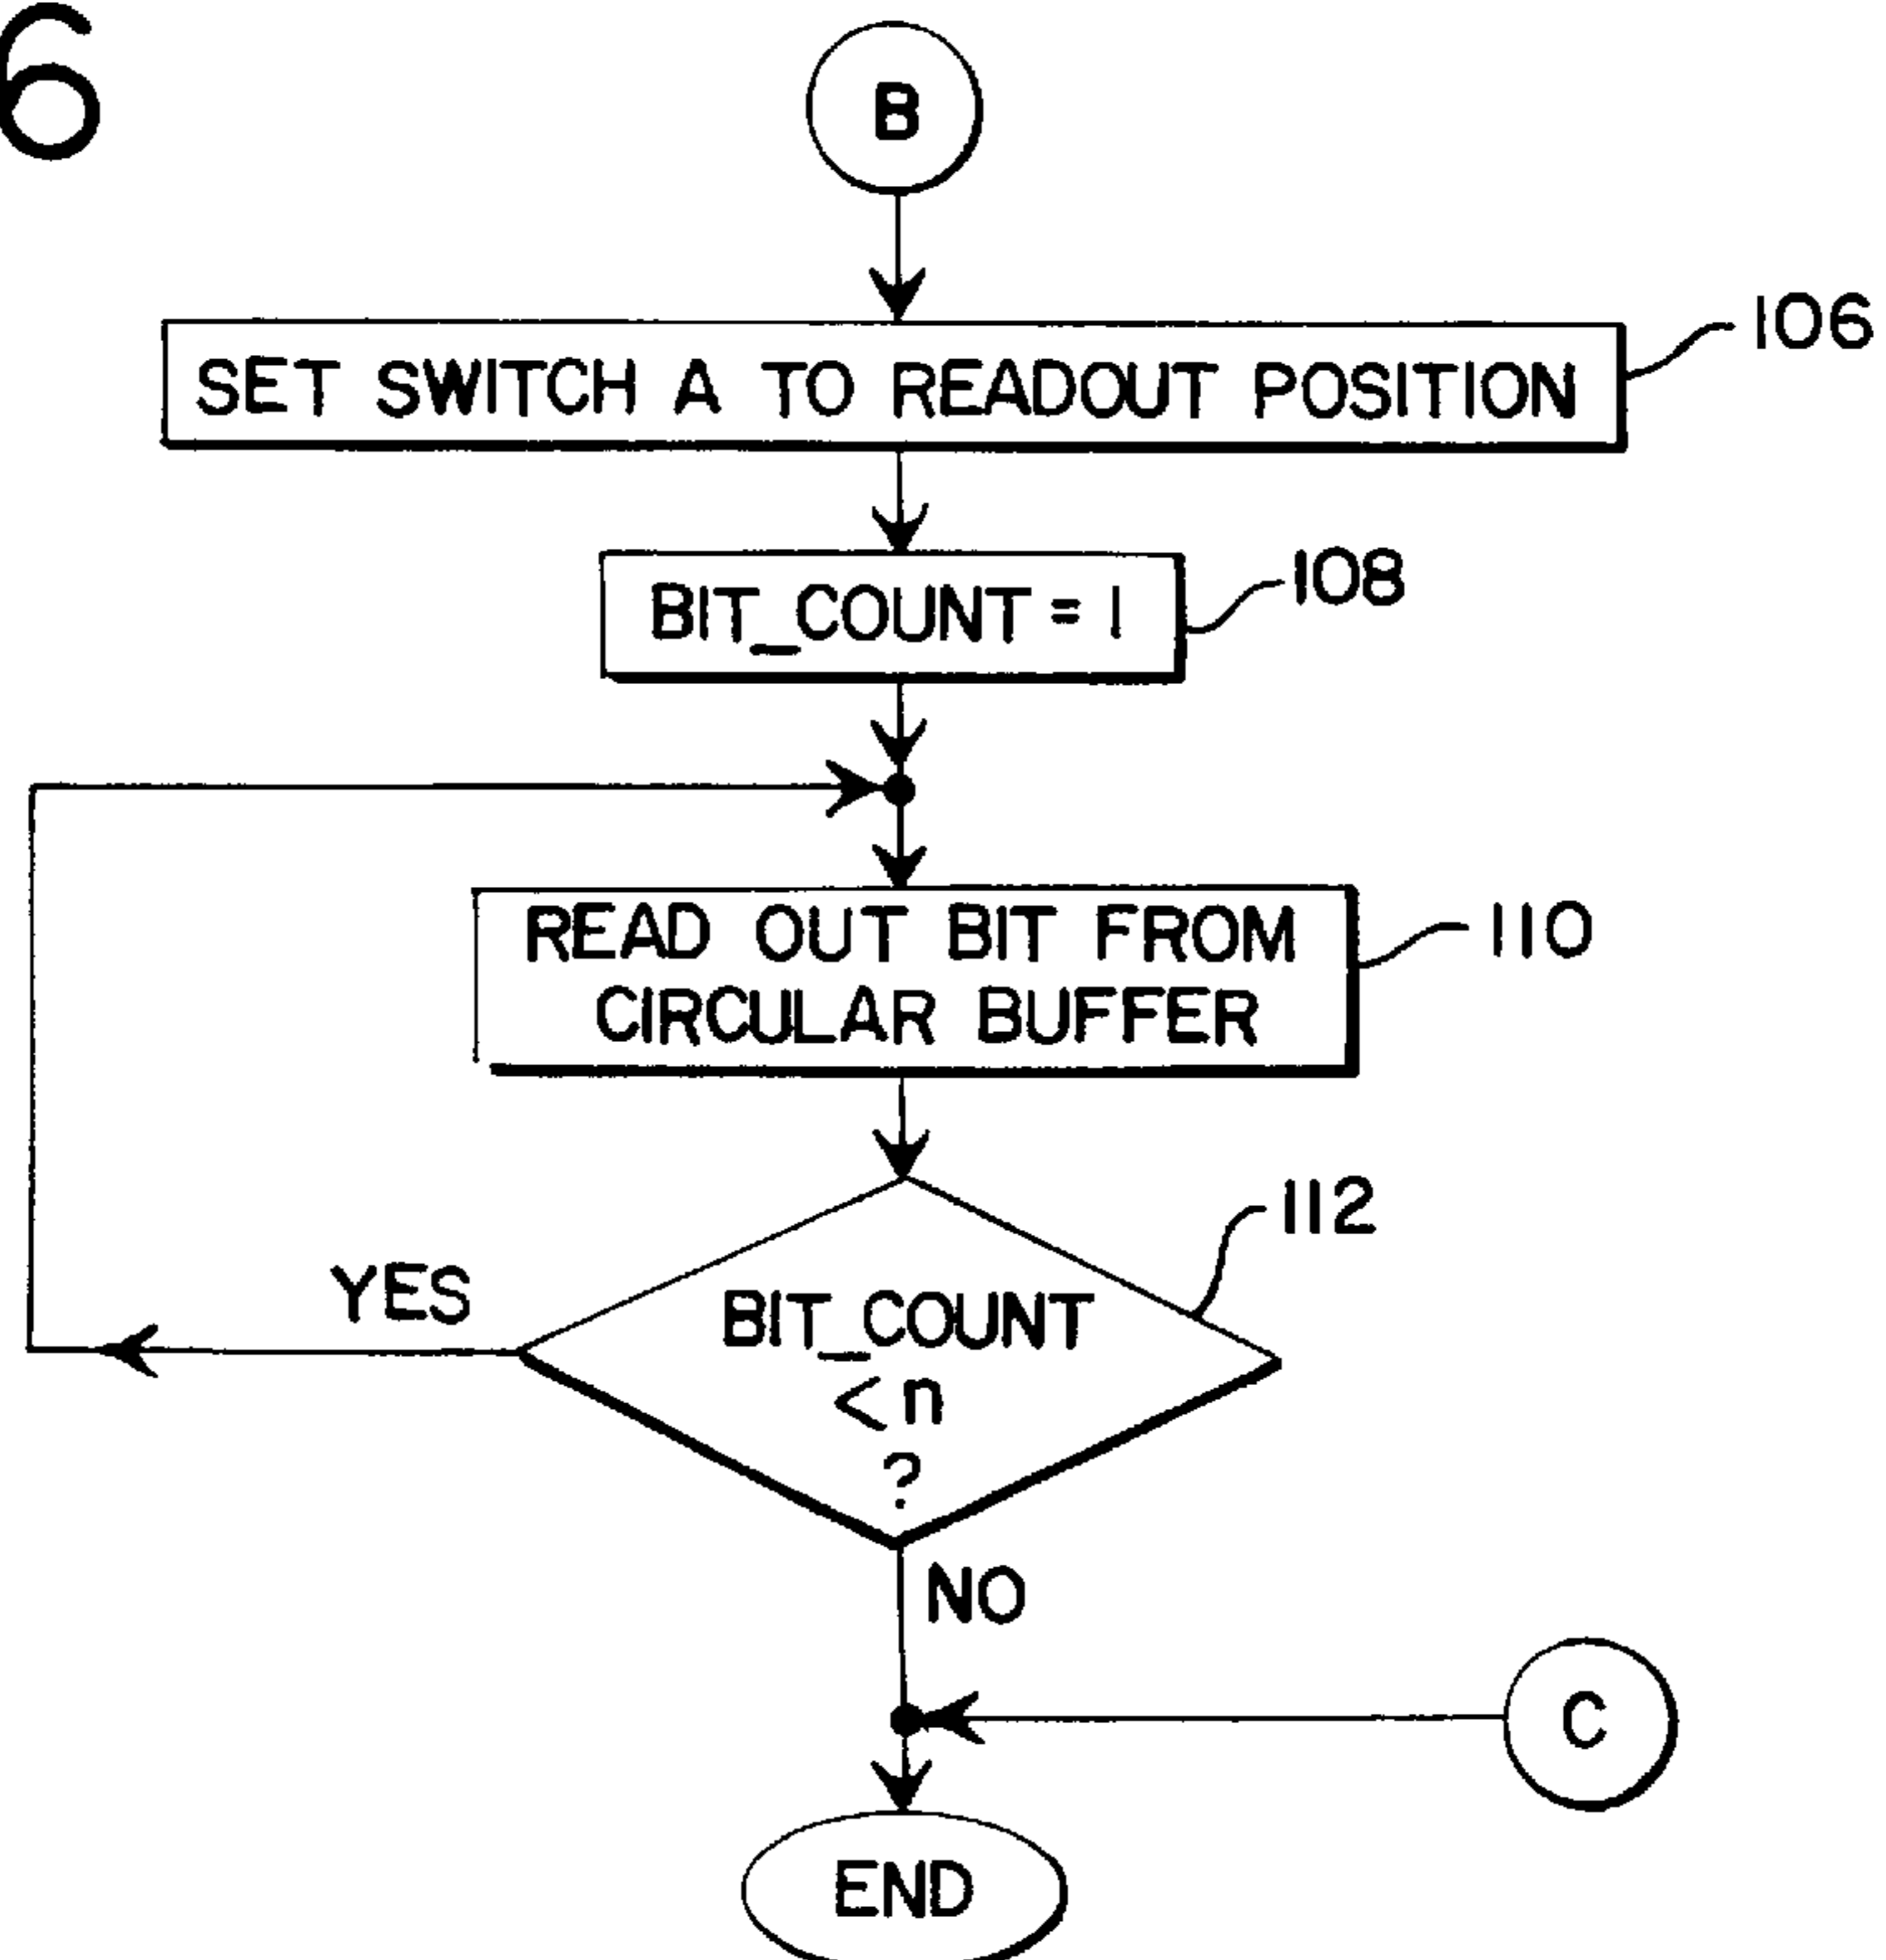 6
B
SET SWITCH A TO READOUT POSITION
106
BIT_COUNT = 1
108
READ OUT BIT FROM
CIRCULAR BUFFER
110
112
YES
BIT_COUNT
<n
?
NO
C
END